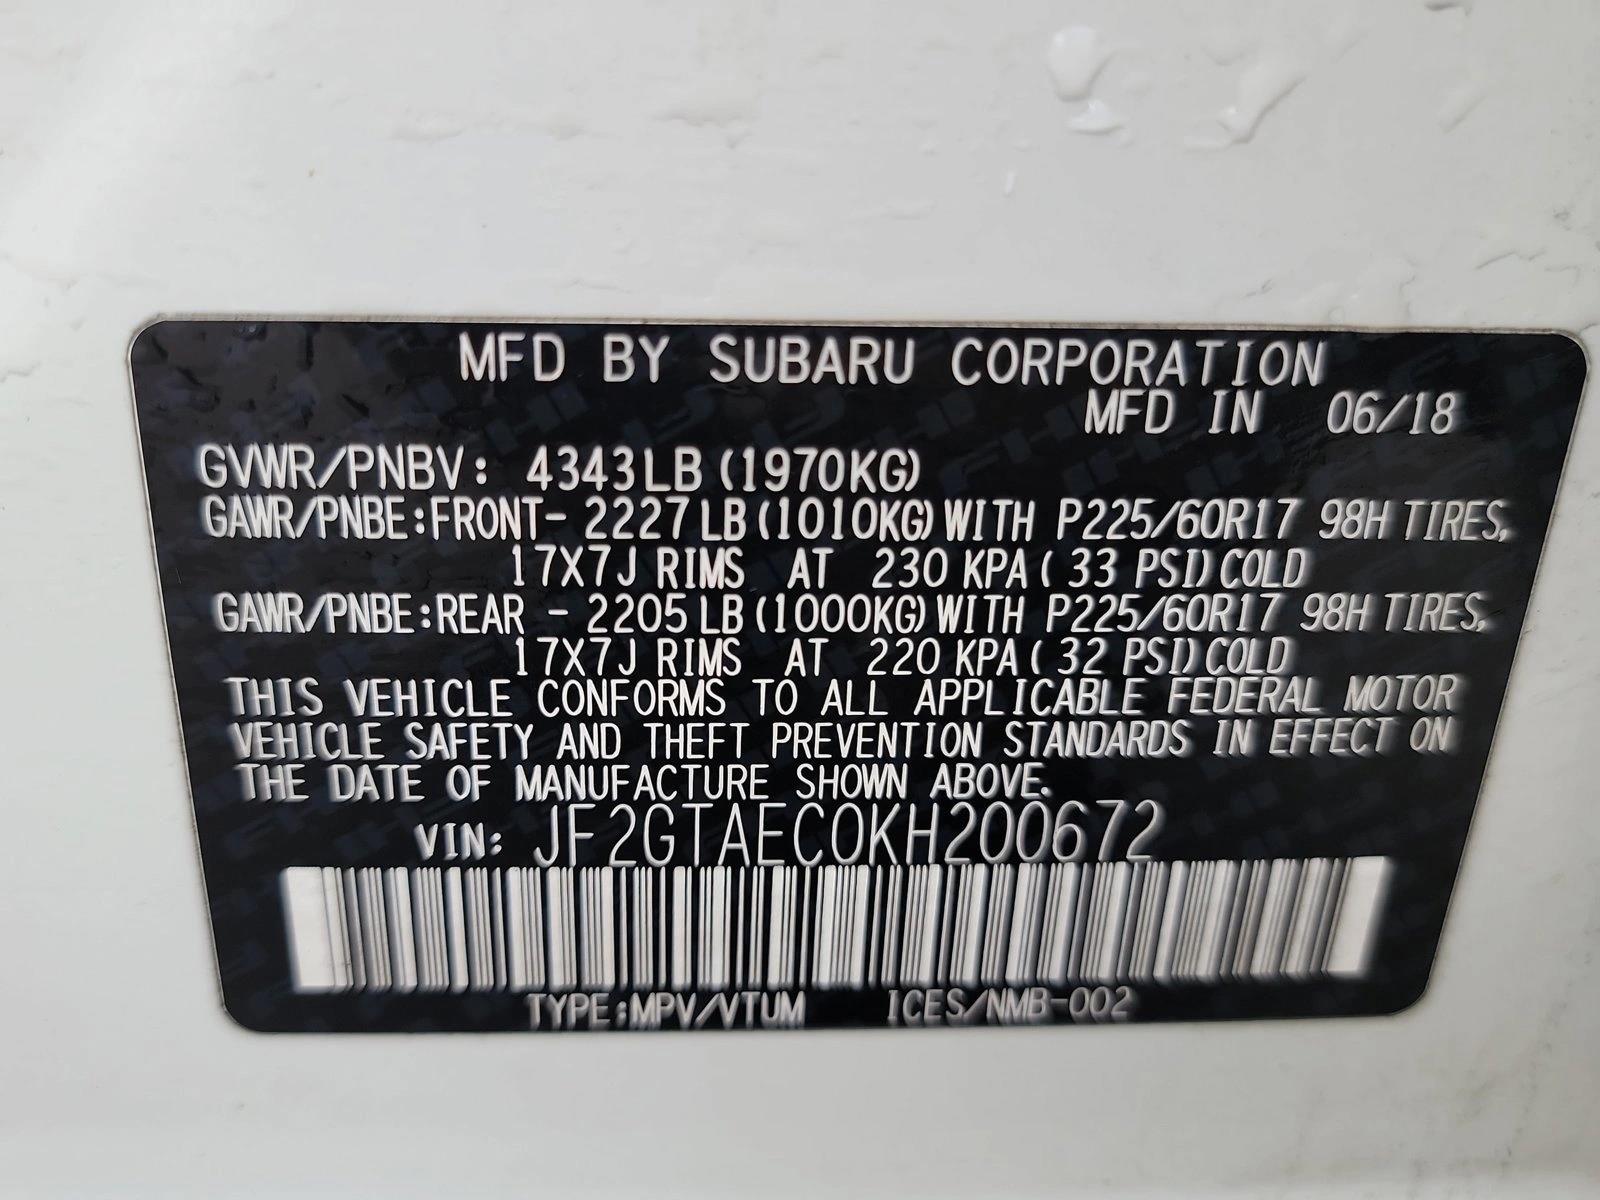 MFD BY SUBARU CORPORATION
MFD IN 06/18
GVWR/PNBV: 4343LB (1970KG)
GAWR/PNBE:FRONT- 2227LB (1010KG) WITH P225/60R17 98H TIRES,
17X7J RIMS AT 230 KPA ( 33 PSI) COLD
GAWR/PNBE:REAR - 2205LB (1000KG) WITH P225/60R17 98H TIRES,
17X7J RIMS AT 220 KPA ( 32 PSI) COLD
THIS VEHICLE CONFORMS TO ALL APPLICABLE FEDERAL MOTOR
VEHICLE SAFETY AND THEFT PREVENTION STANDARDS IN EFFECT ON
THE DATE OF MANUFACTURE SHOWN ABOVE.
VIN: JF2GTAEC0KH200672
TYPE:MPV/VTUM ICES/NMB-002